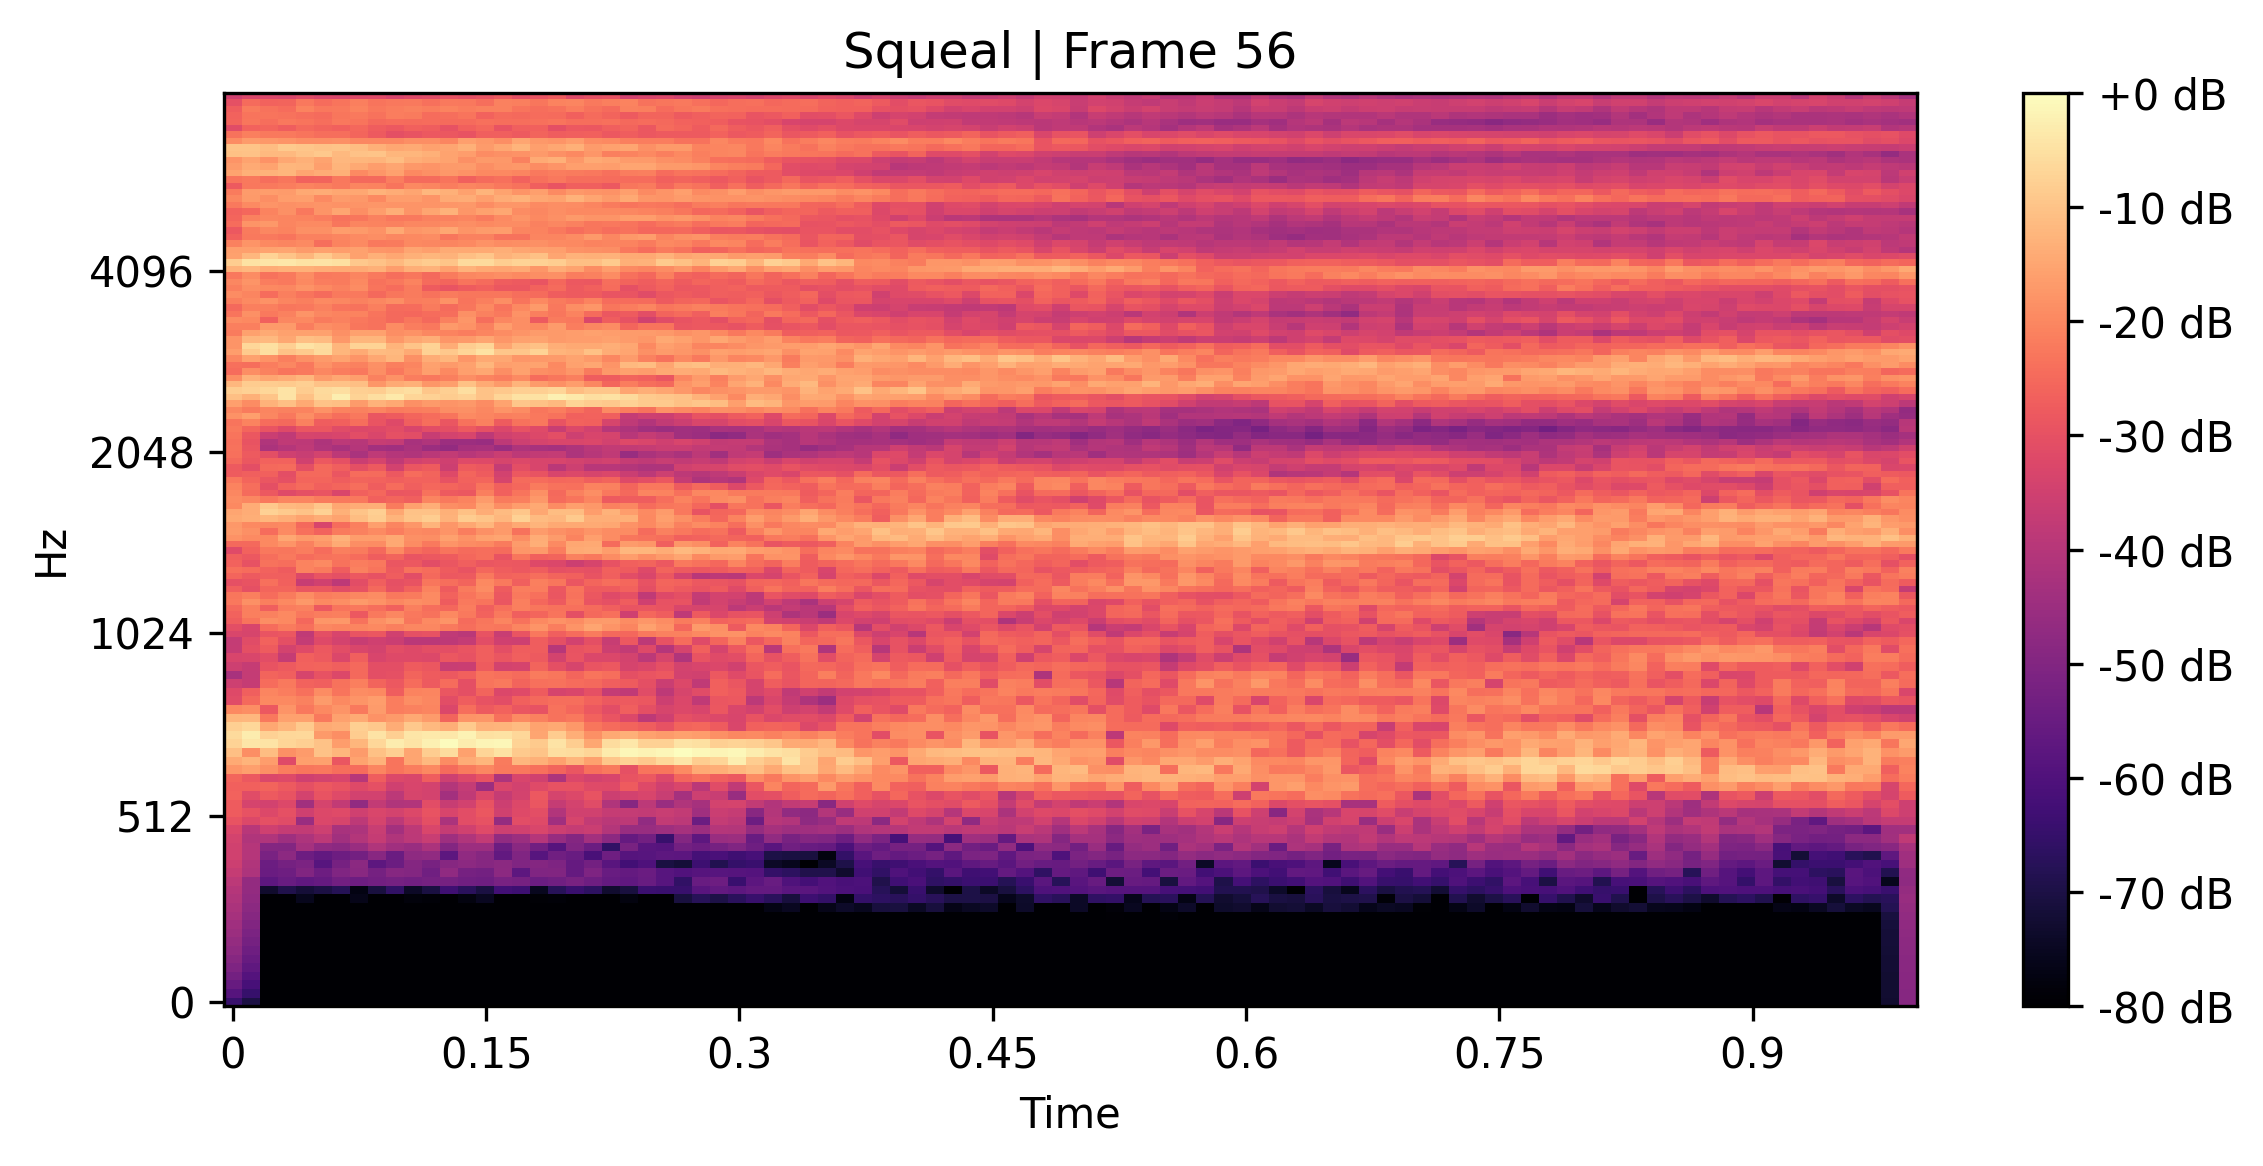 Squeal | Frame 56
+0 dB
-10 dB
-20 dB
-30 dB
-40 dB
-50 dB
-60 dB
-70 dB
-80 dB
4096
2048
1024
512
0
Hz
0 0.15 0.3 0.45 0.6 0.75 0.9
Time